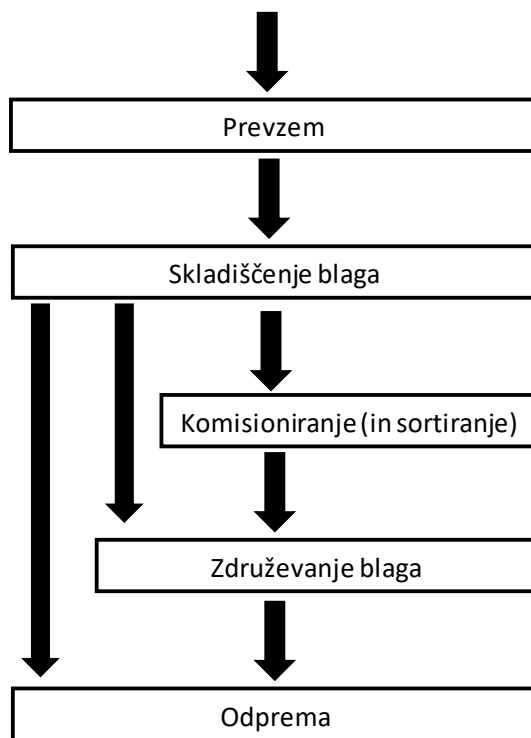 Prevzem
Skladiščenje blaga
Komisioniranje (in sortiranje)
Združevanje blaga
Odprema